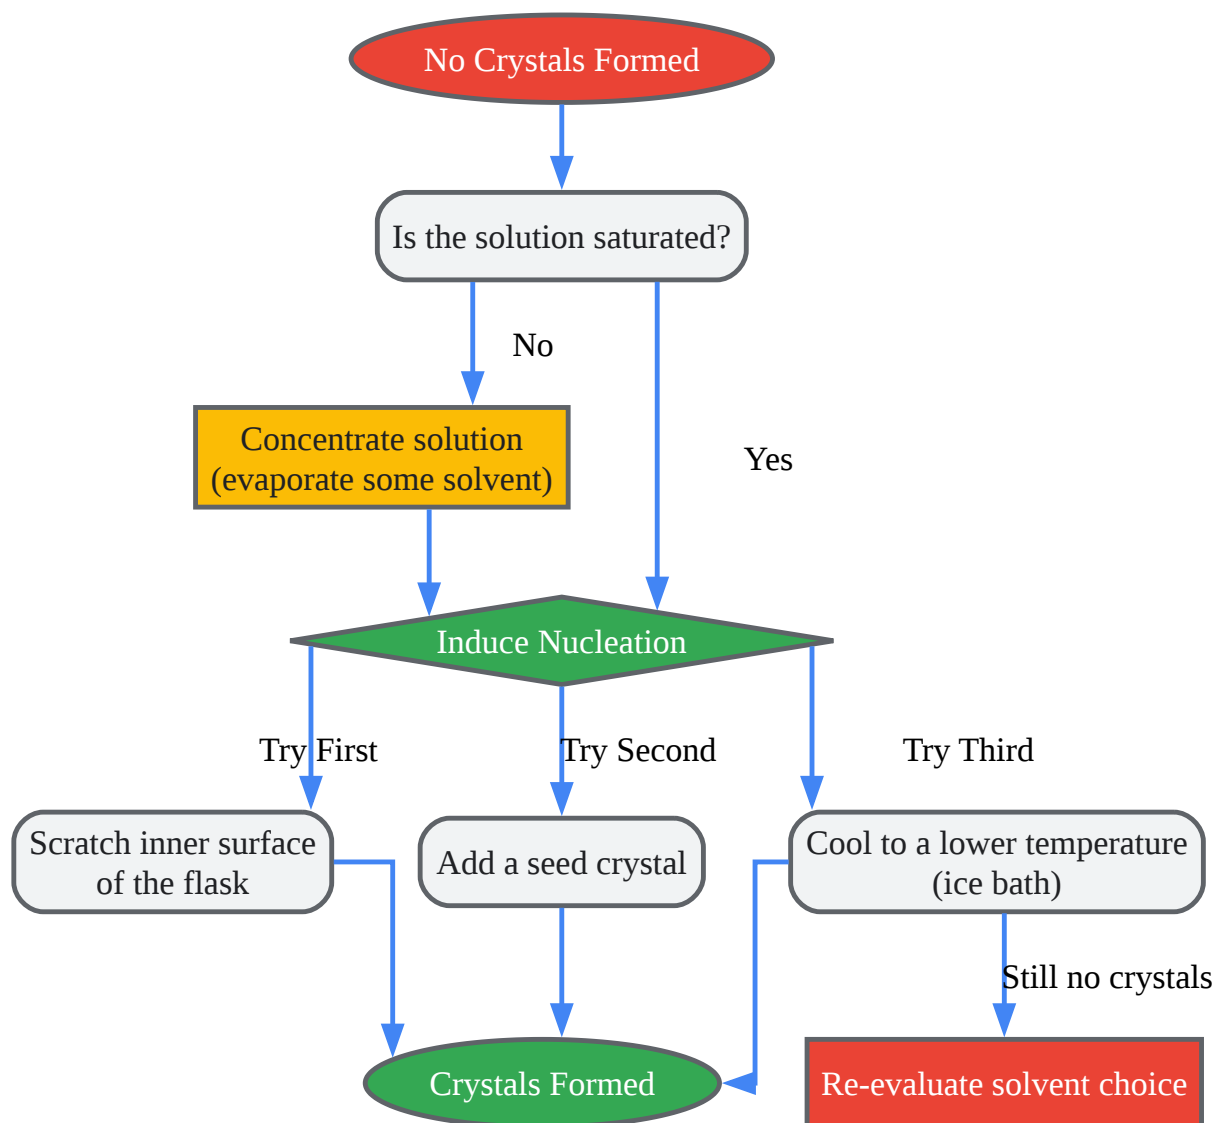 No Crystals Formed
Is the solution saturated?
No
Concentrate solution
(evaporate some solvent)
Yes
Induce Nucleation
Try First
Try Second
Try Third
Scratch inner surface
of the flask
Add a seed crystal
Cool to a lower temperature
(ice bath)
Still no crystals
Crystals Formed
Re-evaluate solvent choice